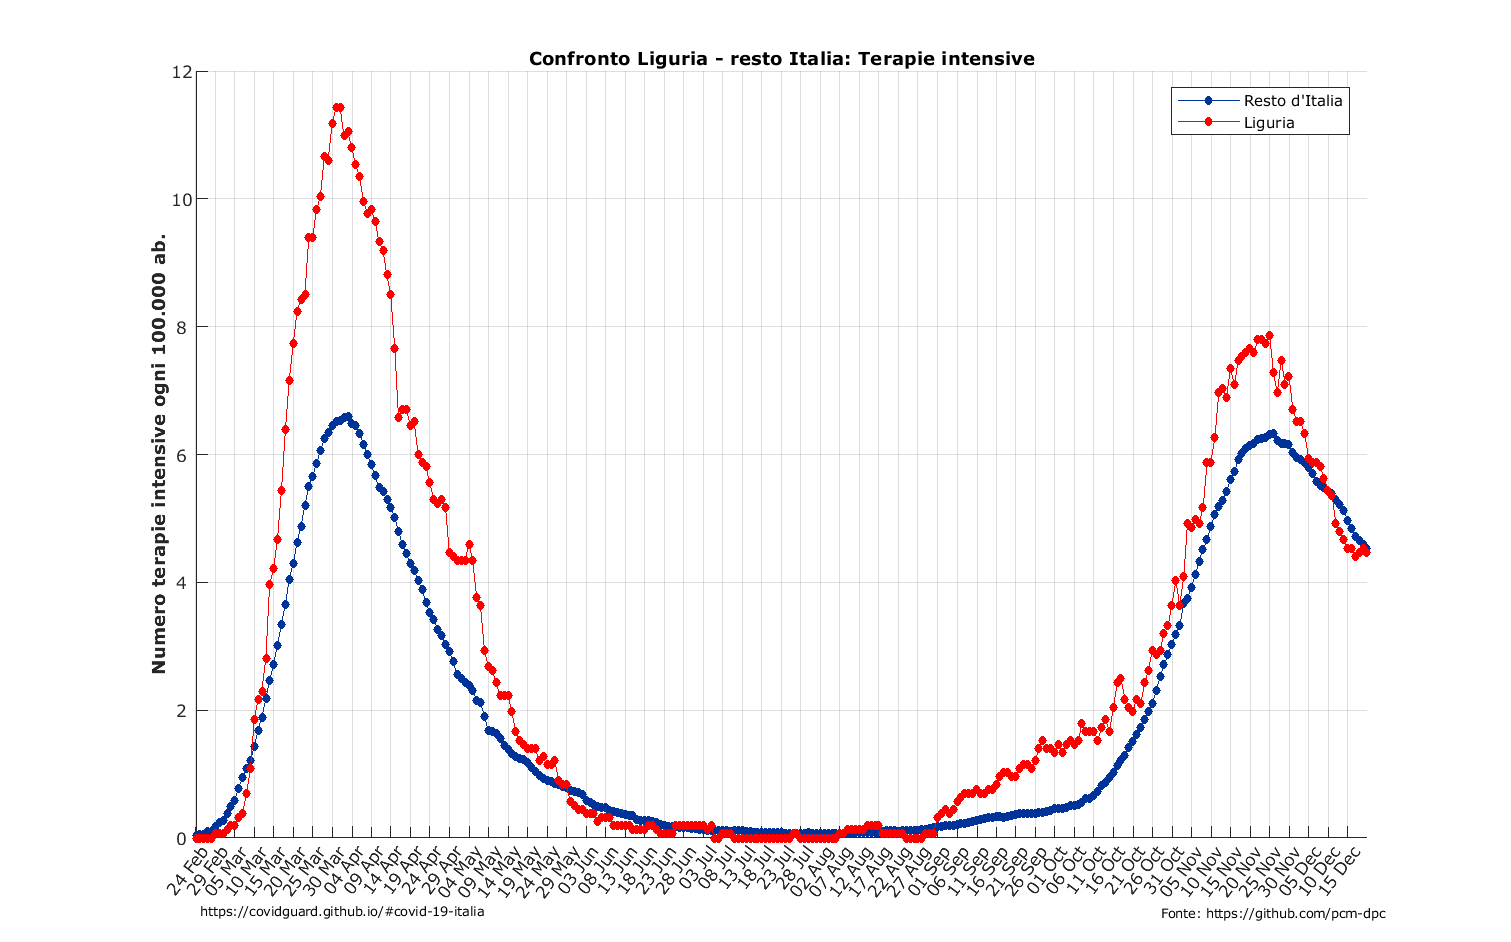 Confronto Liguria - resto Italia: Terapie intensive
Numero terapie intensive ogni 100.000 ab.
12
10
8
6
4
2
0
Resto d'Italia
Liguria
24 Feb
29 Feb
05 Mar
10 Mar
15 Mar
20 Mar
25 Mar
30 Mar
04 Apr
09 Apr
14 Apr
19 Apr
24 Apr
29 Apr
04 May
09 May
14 May
19 May
24 May
29 May
03 Jun
08 Jun
13 Jun
18 Jun
23 Jun
28 Jun
03 Jul
08 Jul
13 Jul
18 Jul
23 Jul
28 Jul
02 Aug
07 Aug
12 Aug
17 Aug
22 Aug
27 Aug
01 Sep
06 Sep
11 Sep
16 Sep
21 Sep
26 Sep
01 Oct
06 Oct
11 Oct
16 Oct
21 Oct
26 Oct
31 Oct
05 Nov
10 Nov
15 Nov
20 Nov
25 Nov
30 Nov
05 Dec
10 Dec
15 Dec
https://covidguard.github.io/#covid-19-italia
Fonte: https://github.com/pcm-dpc